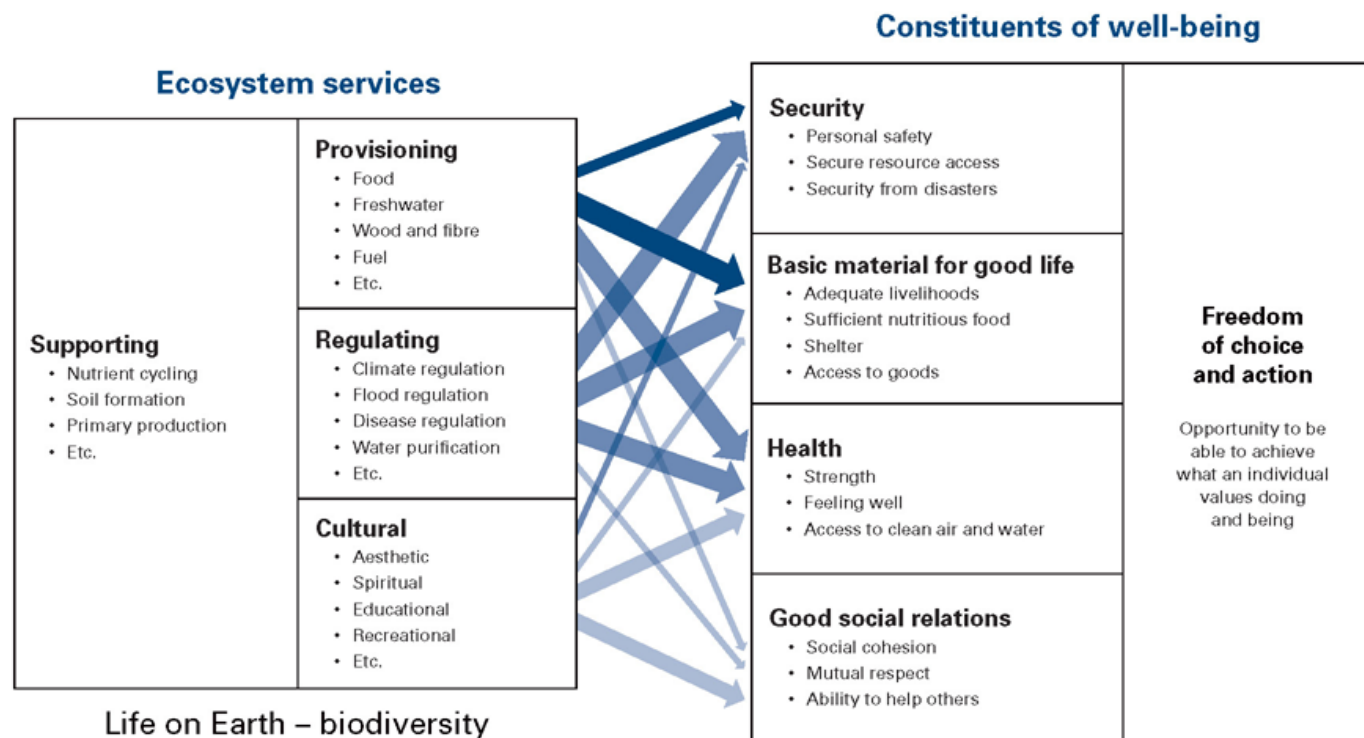 Ecosystem services
Supporting
• Nutrient cycling
• Soil formation
• Primary production
• Etc.
Provisioning
• Food
• Freshwater
• Wood and fibre
• Fuel
• Etc.
Regulating
• Climate regulation
• Flood regulation
• Disease regulation
• Water purification
• Etc.
Cultural
• Aesthetic
• Spiritual
• Educational
• Recreational
• Etc.
Life on Earth – biodiversity
Constituents of well-being
Security
• Personal safety
• Secure resource access
• Security from disasters
Basic material for good life
• Adequate livelihoods
• Sufficient nutritious food
• Shelter
• Access to goods
Health
• Strength
• Feeling well
• Access to clean air and water
Good social relations
• Social cohesion
• Mutual respect
• Ability to help others
Freedom
of choice
and action
Opportunity to be
able to achieve
what an individual
values doing
and being